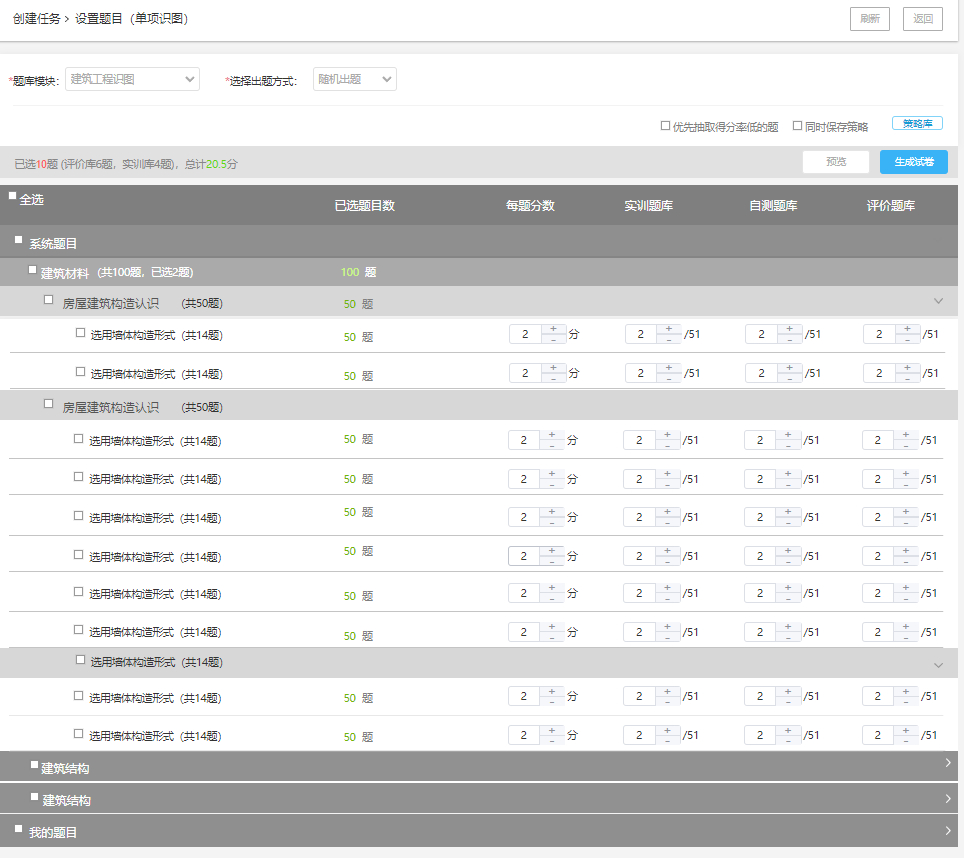 创建任务 > 设置题目（单项识图） 刷新 返回
*题库模块: 建筑工程识图 *选择出题方式: 随机出题
优先抽取得分率低的题 同时保存策略 策略库
已选10题 (评价库6题, 实训库4题), 总计20.5分 预览 生成试卷
全选 已选题目数 每题分数 实训题库 自测题库 评价题库
系统题目
建筑材料 (共100题, 已选2题) 100 题
房屋建筑构造认识 (共50题) 50 题
选用墙体构造形式 (共14题) 50 题 2 + - 分 2 + - /51 2 + - /51 2 + - /51
选用墙体构造形式 (共14题) 50 题 2 + - 分 2 + - /51 2 + - /51 2 + - /51
房屋建筑构造认识 (共50题)
选用墙体构造形式 (共14题) 50 题 2 + - 分 2 + - /51 2 + - /51 2 + - /51
选用墙体构造形式 (共14题) 50 题 2 + - 分 2 + - /51 2 + - /51 2 + - /51
选用墙体构造形式 (共14题) 50 题 2 + - 分 2 + - /51 2 + - /51 2 + - /51
选用墙体构造形式 (共14题) 50 题 2 + - 分 2 + - /51 2 + - /51 2 + - /51
选用墙体构造形式 (共14题) 50 题 2 + - 分 2 + - /51 2 + - /51 2 + - /51
选用墙体构造形式 (共14题) 50 题 2 + - 分 2 + - /51 2 + - /51 2 + - /51
选用墙体构造形式 (共14题)
选用墙体构造形式 (共14题) 50 题 2 + - 分 2 + - /51 2 + - /51 2 + - /51
选用墙体构造形式 (共14题) 50 题 2 + - 分 2 + - /51 2 + - /51 2 + - /51
建筑结构
建筑结构
我的题目